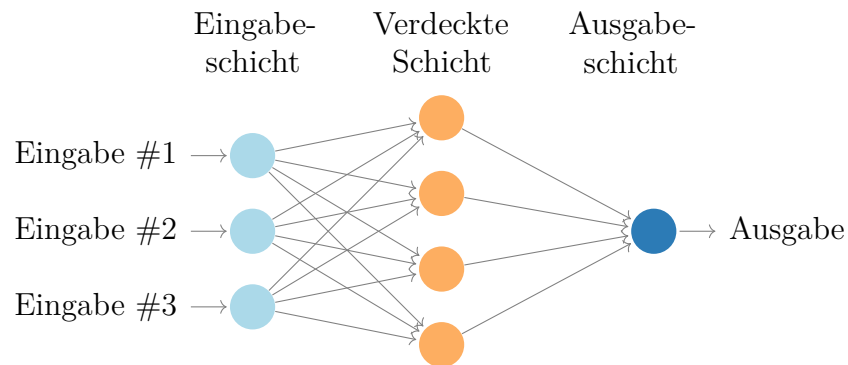 Eingabe-
schicht
Verdeckte
Schicht
Ausgabe-
schicht
Eingabe #1
Eingabe #2
Eingabe #3
Ausgabe